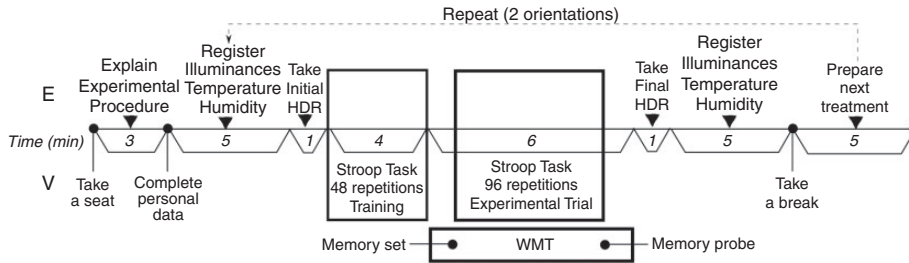 Repeat (2 orientations)
E
Explain
Experimental
Procedure
Register
Illuminances
Temperature
Humidity
Take
Initial
HDR
Take
Final
HDR
Register
Illuminances
Temperature
Humidity
Prepare
next
treatment
Time (min) 3 5 1 4 6 1 5 5
V
Take
a seat
Complete
personal
data
Stroop Task
48 repetitions
Training
Stroop Task
96 repetitions
Experimental Trial
Take
a break
Memory set WMT Memory probe